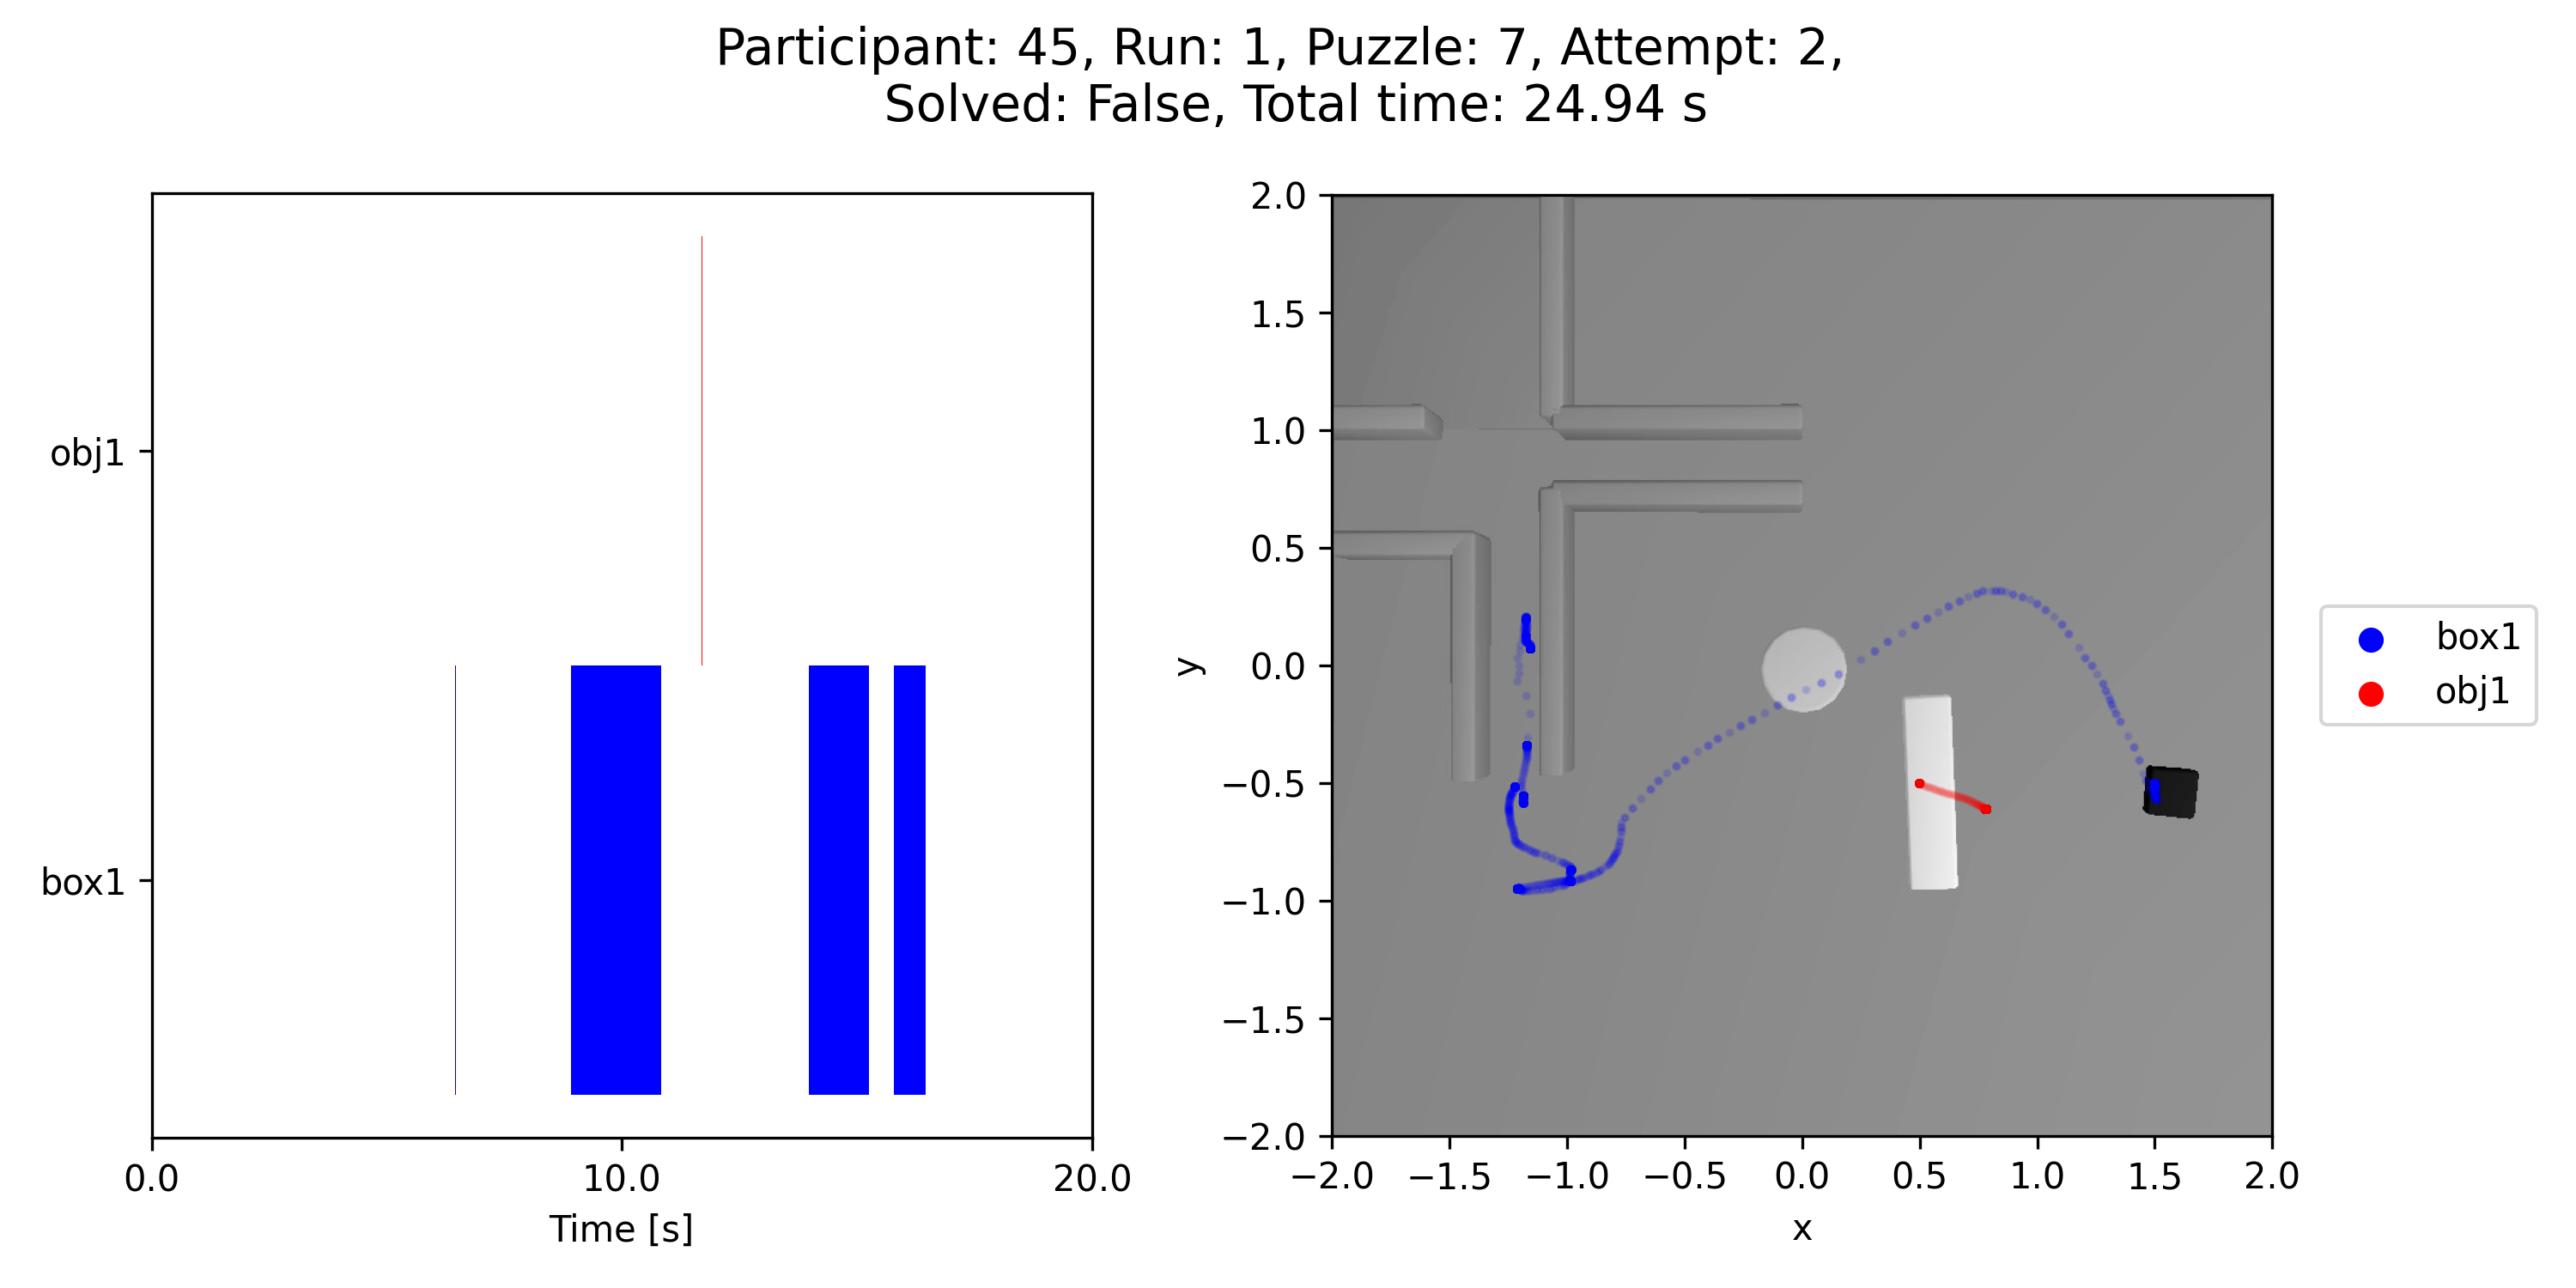 Participant: 45, Run: 1, Puzzle: 7, Attempt: 2,
Solved: False, Total time: 24.94 s
obj1
box1
0.0 10.0 20.0
Time [s]
2.0
1.5
1.0
0.5
0.0
−0.5
−1.0
−1.5
−2.0
y
−2.0 −1.5 −1.0 −0.5 0.0 0.5 1.0 1.5 2.0
x
box1
obj1